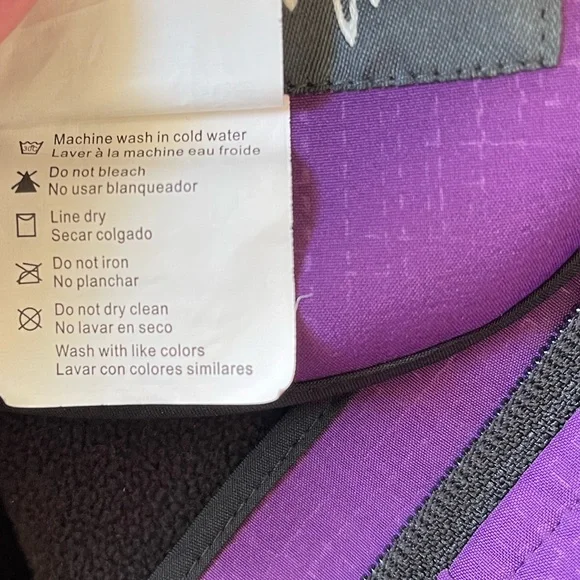 Machine wash in cold water
Laver à la machine eau froide
Do not bleach
No usar blanqueador
Line dry
Secar colgado
Do not iron
No planchar
Do not dry clean
No lavar en seco
Wash with like colors
Lavar con colores similares